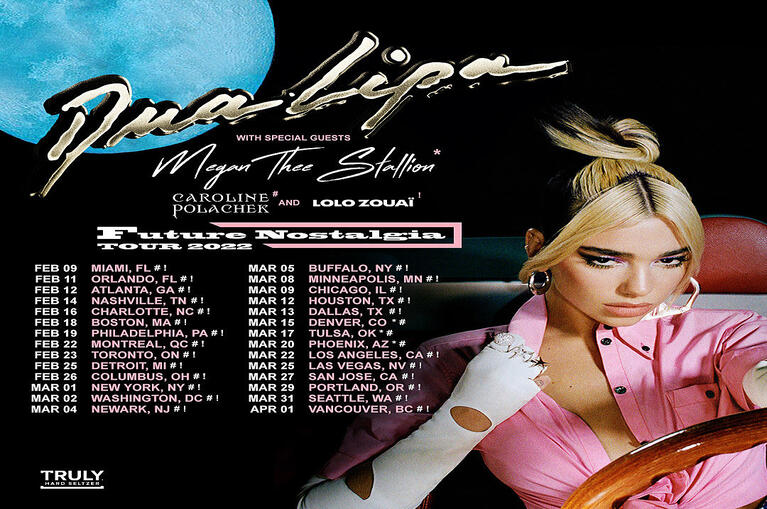 Dua Lipa
WITH SPECIAL GUESTS
Megan Thee Stallion*
CAROLINE POLACHEK# AND LOLO ZOUAÏ!
Future Nostalgia
TOUR 2022
FEB 09 MIAMI, FL # !
FEB 11 ORLANDO, FL # !
FEB 12 ATLANTA, GA # !
FEB 14 NASHVILLE, TN # !
FEB 16 CHARLOTTE, NC # !
FEB 18 BOSTON, MA # !
FEB 19 PHILADELPHIA, PA # !
FEB 22 MONTREAL, QC # !
FEB 23 TORONTO, ON # !
FEB 25 DETROIT, MI # !
FEB 26 COLUMBUS, OH # !
MAR 01 NEW YORK, NY # !
MAR 02 WASHINGTON, DC # !
MAR 04 NEWARK, NJ # !
MAR 05 BUFFALO, NY # !
MAR 08 MINNEAPOLIS, MN # !
MAR 09 CHICAGO, IL # !
MAR 12 HOUSTON, TX # !
MAR 13 DALLAS, TX # !
MAR 15 DENVER, CO * #
MAR 17 TULSA, OK * #
MAR 20 PHOENIX, AZ * #
MAR 22 LOS ANGELES, CA # !
MAR 25 LAS VEGAS, NV # !
MAR 27 SAN JOSE, CA # !
MAR 29 PORTLAND, OR # !
MAR 31 SEATTLE, WA # !
APR 01 VANCOUVER, BC # !
TRULY
HARD SELTZER